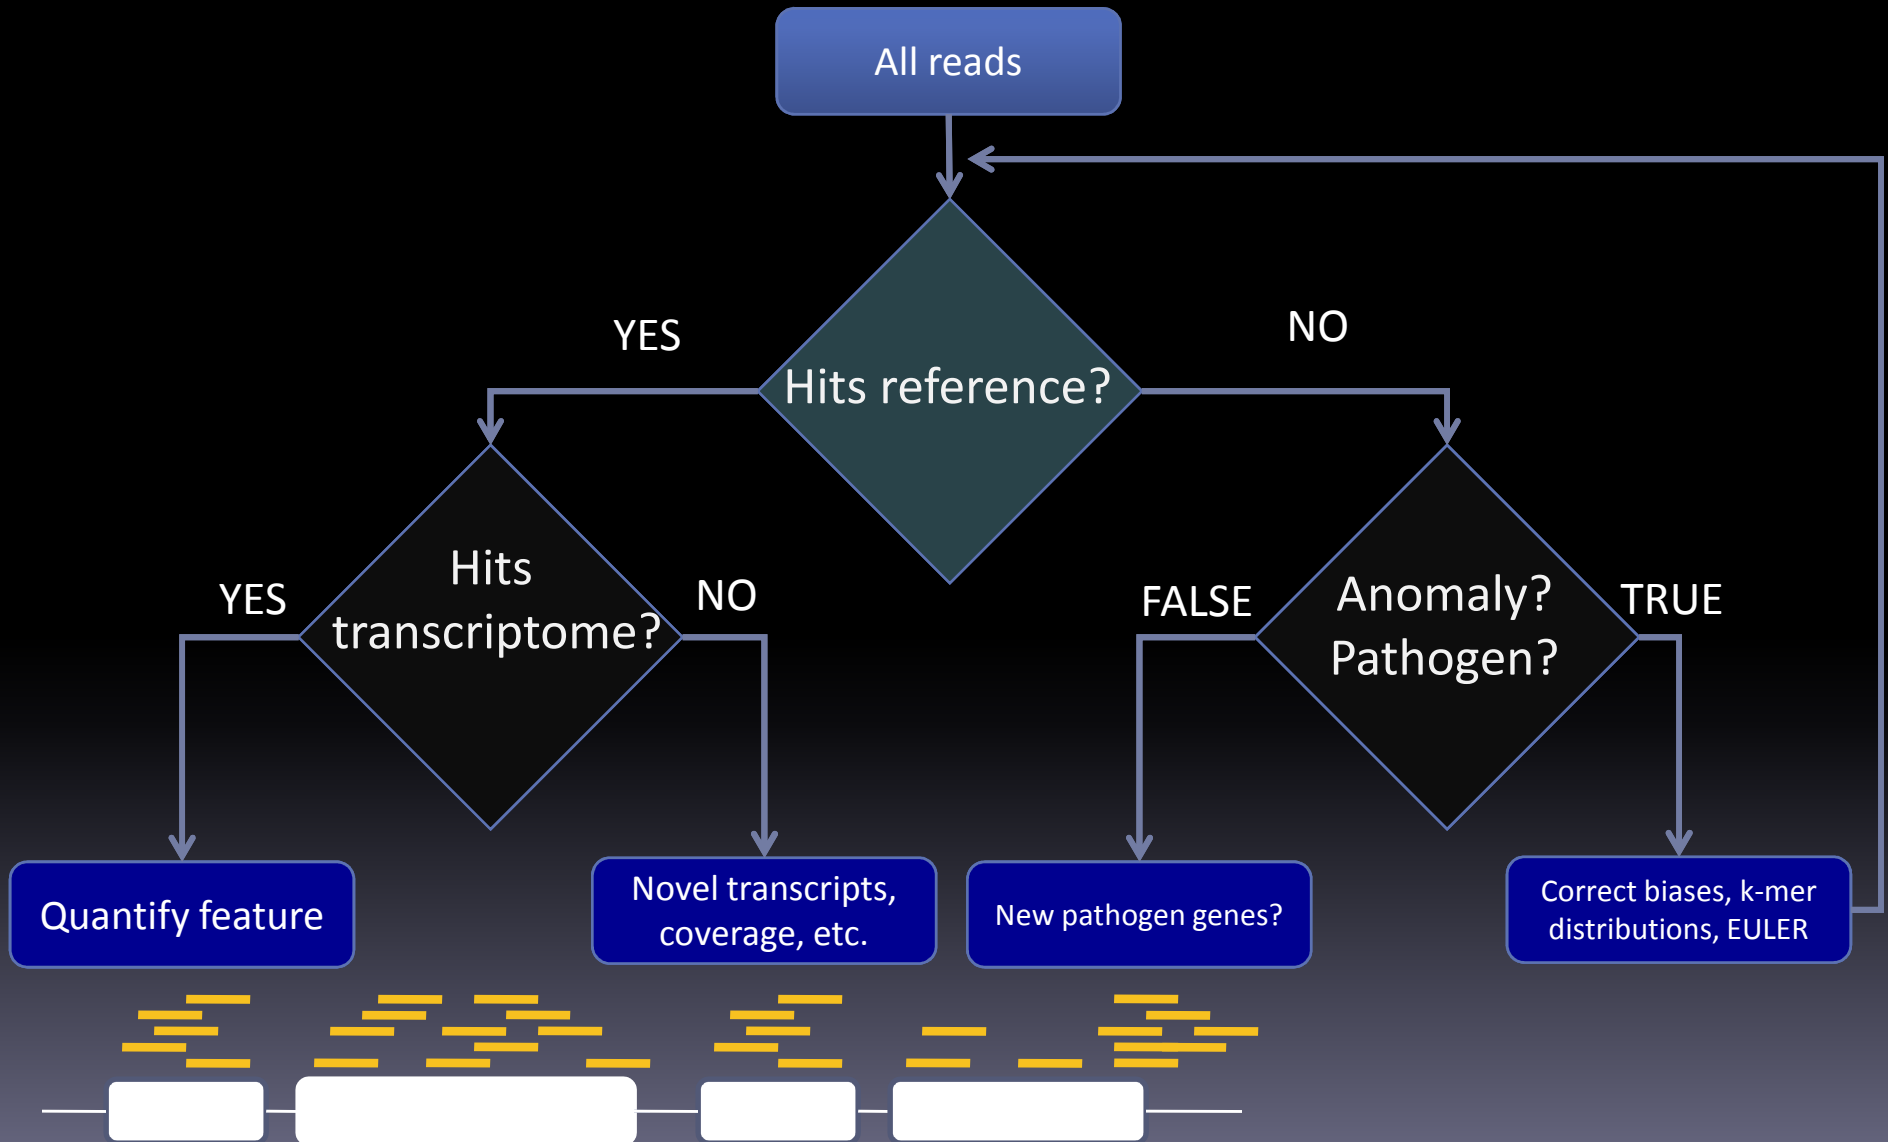 All reads
YES
NO
Hits reference?
YES
Hits
transcriptome?
NO
FALSE
Anomaly?
Pathogen?
TRUE
Quantify feature
Novel transcripts,
coverage, etc.
New pathogen genes?
Correct biases, k-mer
distributions, EULER